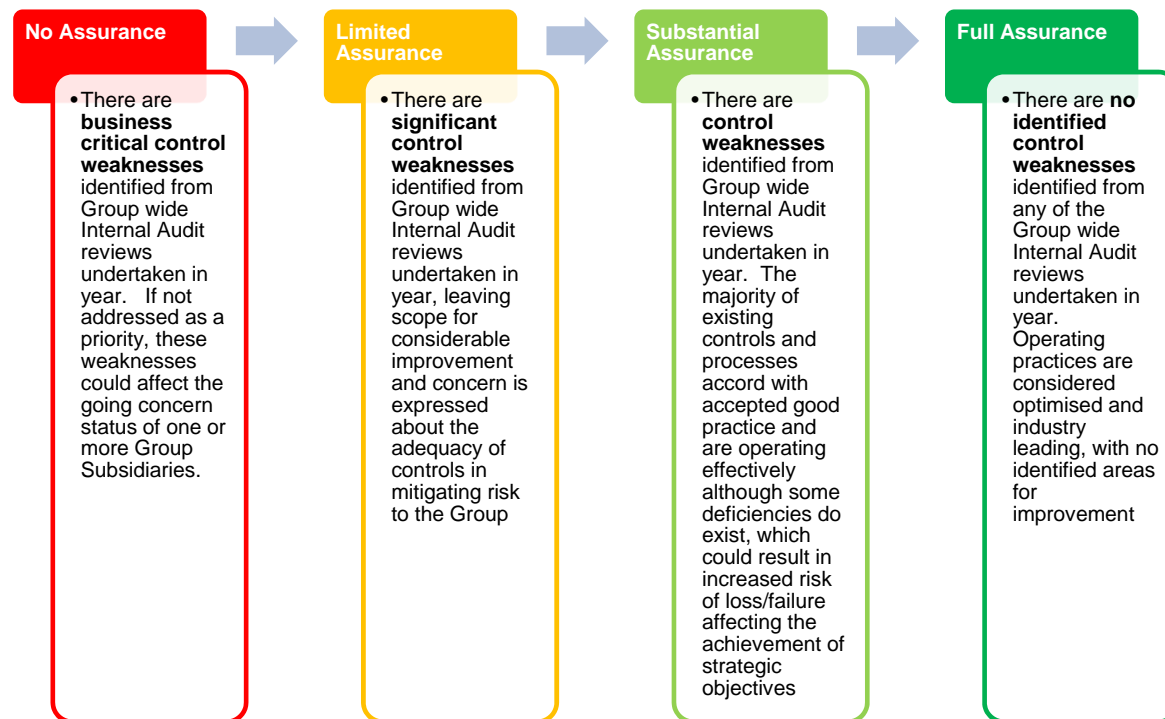 No Assurance
•There are
business
critical control
weaknesses
identified from
Group wide
Internal Audit
reviews
undertaken in
year.   If not
addressed as a
priority, these
weaknesses
could affect the
going concern
status of one or
more Group
Subsidiaries.
Limited
Assurance
•There are
significant
control
weaknesses
identified from
Group wide
Internal Audit
reviews
undertaken in
year, leaving
scope for
considerable
improvement
and concern is
expressed
about the
adequacy of
controls in
mitigating risk
to the Group
Substantial
Assurance
•There are
control
weaknesses
identified from
Group wide
Internal Audit
reviews
undertaken in
year.  The
majority of
existing
controls and
processes
accord with
accepted good
practice and
are operating
effectively
although some
deficiencies do
exist, which
could result in
increased risk
of loss/failure
affecting the
achievement of
strategic
objectives
Full Assurance
•There are no
identified
control
weaknesses
identified from
any of the
Group wide
Internal Audit
reviews
undertaken in
year.
Operating
practices are
considered
optimised and
industry
leading, with no
identified areas
for
improvement